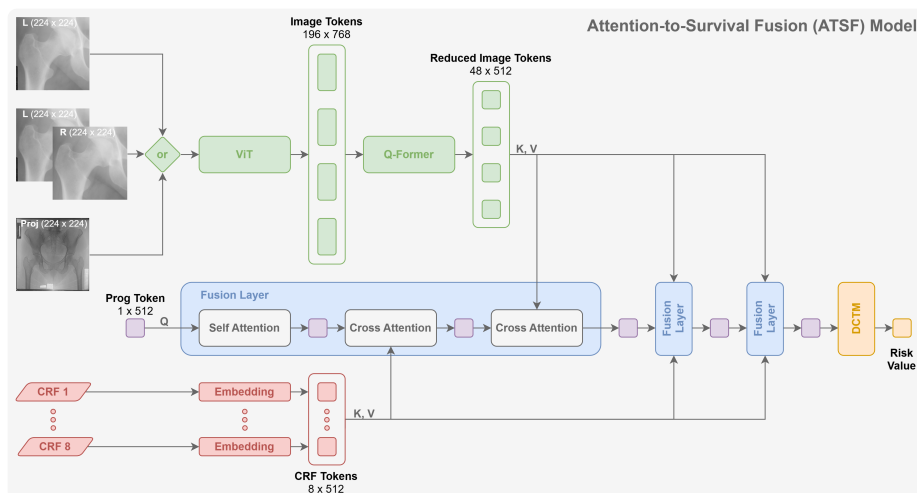 Attention-to-Survival Fusion (ATSF) Model
L (224 x 224)
L (224 x 224)
R (224 x 224)
Proj (224 x 224)
or
ViT
Image Tokens
196 x 768
Q-Former
Reduced Image Tokens
48 x 512
K, V
Prog Token
1 x 512
Q
Fusion Layer
Self Attention
Cross Attention
Cross Attention
Fusion
Layer
Fusion
Layer
DCTM
Risk
Value
CRF 1
Embedding
CRF 8
Embedding
K, V
CRF Tokens
8 x 512